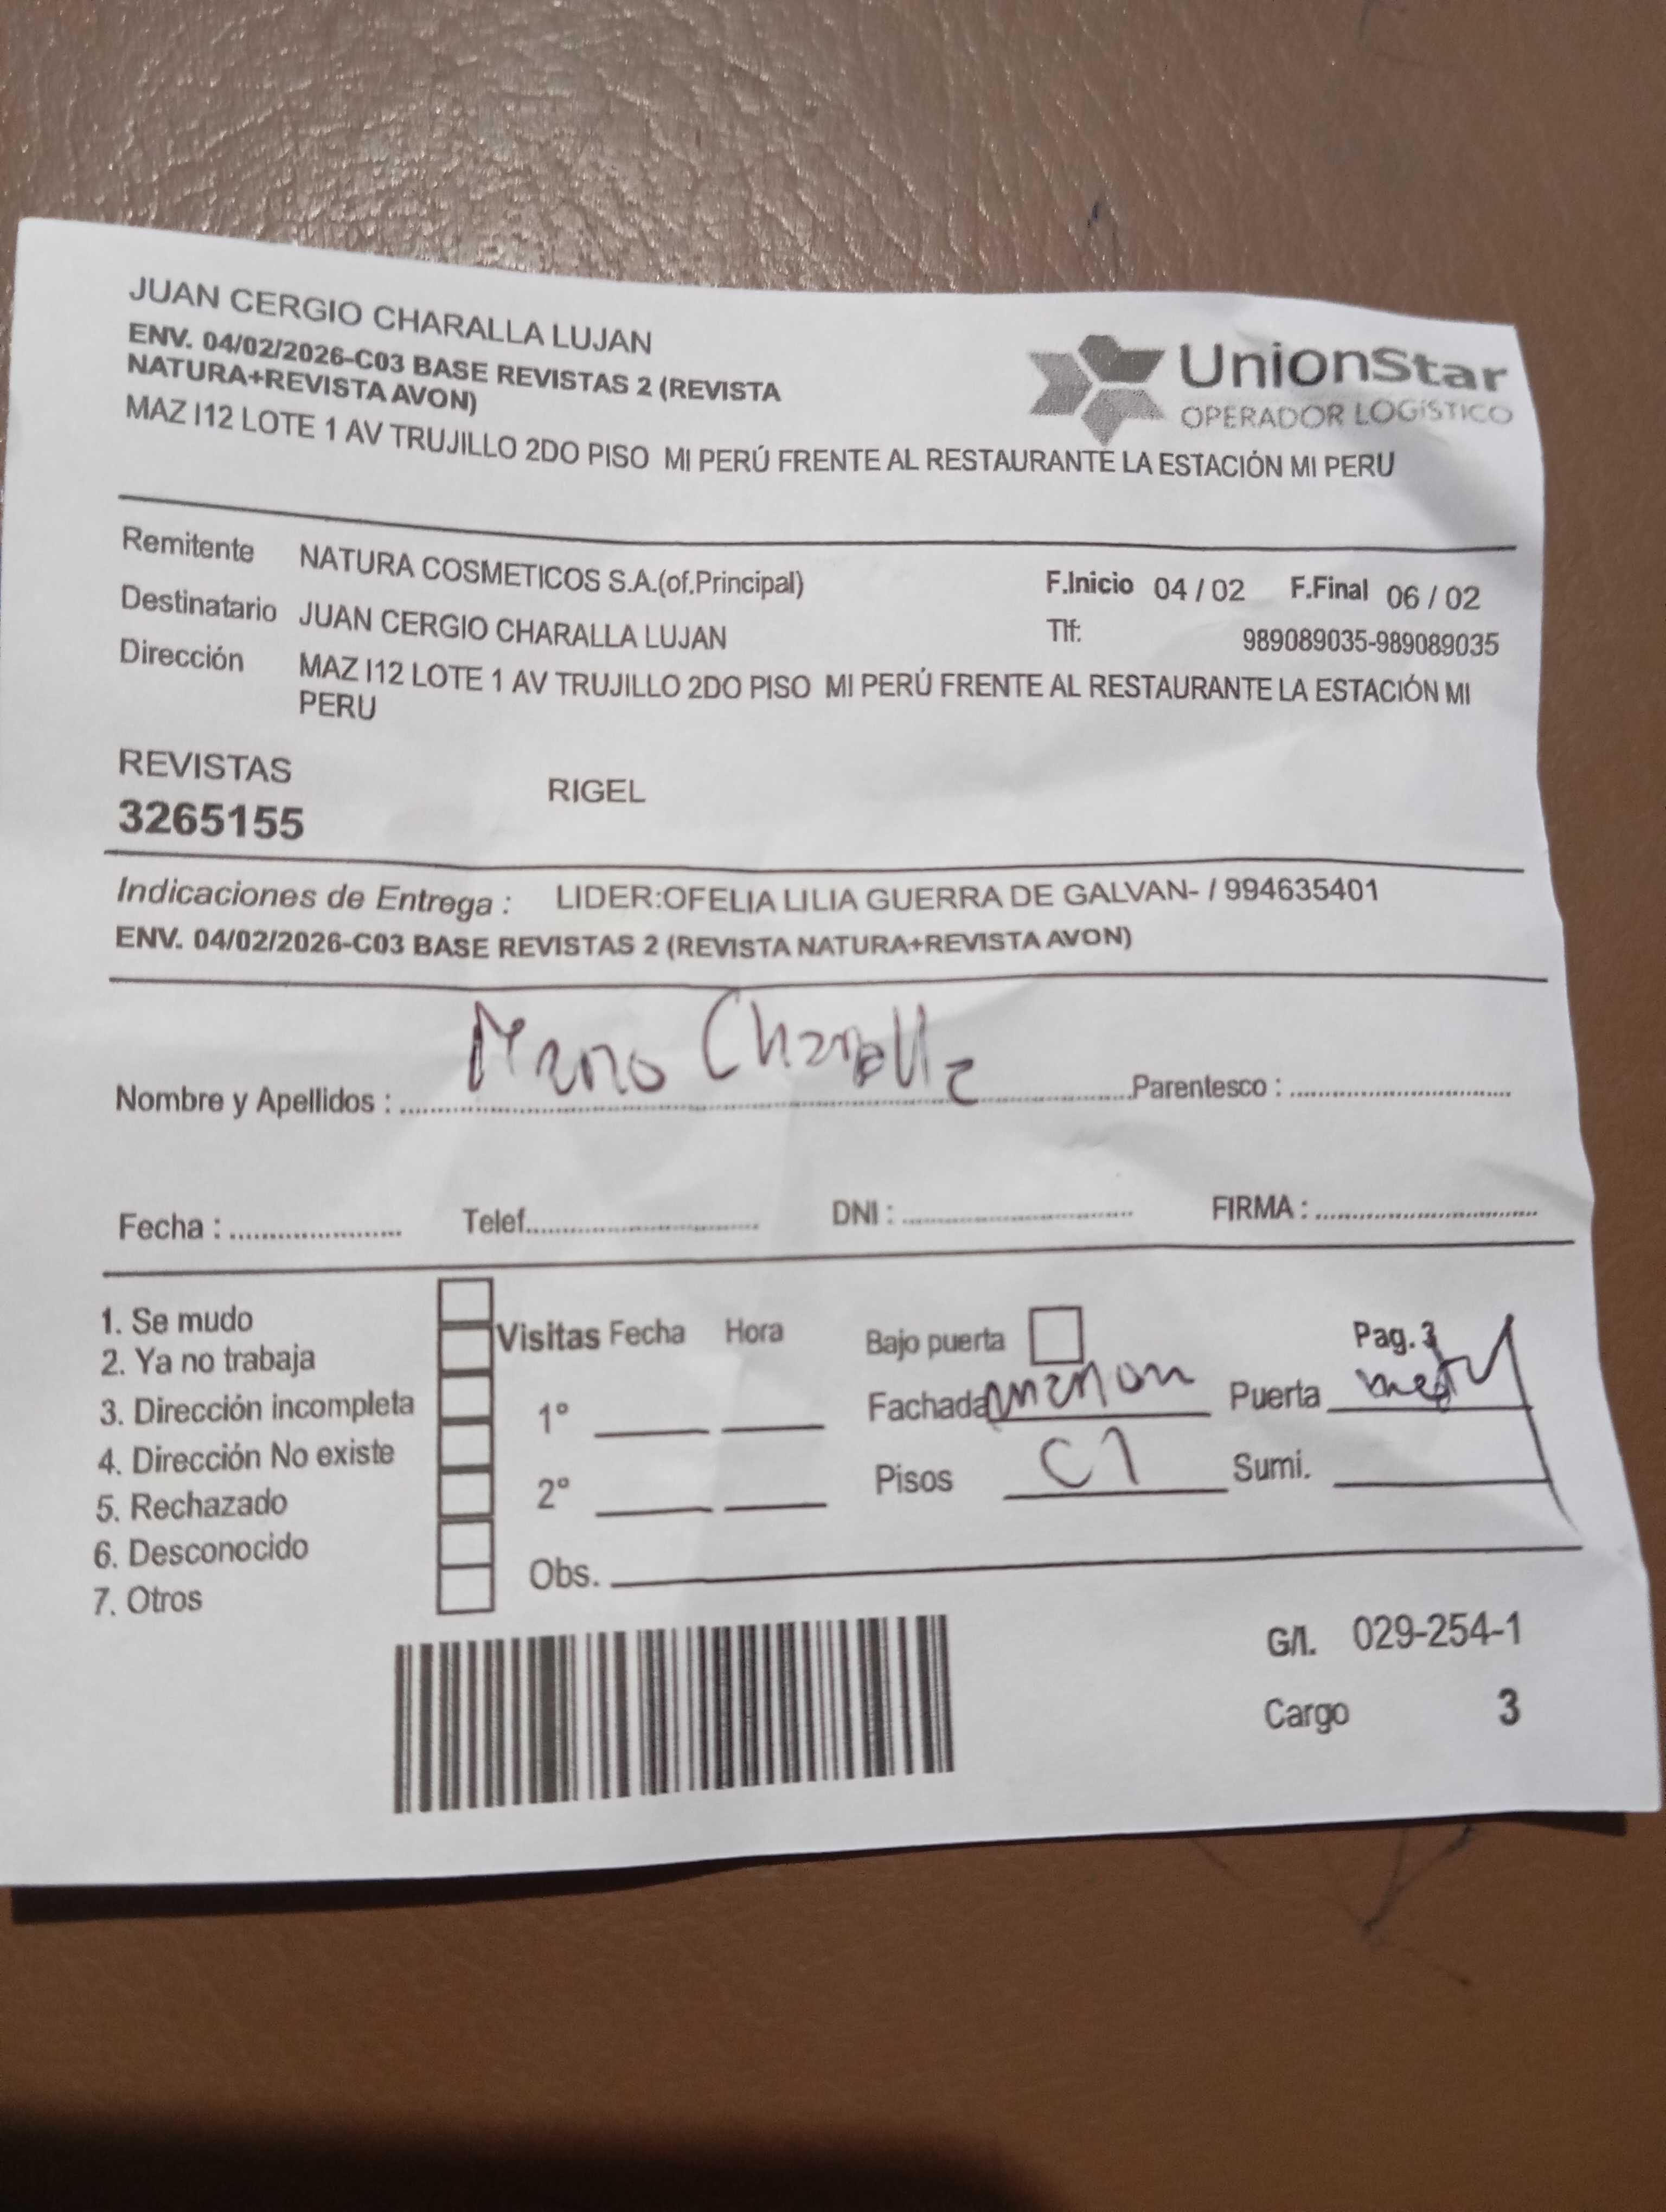 JUAN CERGIO CHARALLA LUJAN
ENV. 04/02/2026-C03 BASE REVISTAS 2 (REVISTA
NATURA+REVISTA AVON)
MAZ I12 LOTE 1 AV TRUJILLO 2DO PISO MI PERÚ FRENTE AL RESTAURANTE LA ESTACIÓN MI PERU
UnionStar
OPERADOR LOGíSTICO
Remitente NATURA COSMETICOS S.A.(of.Principal) F.Inicio 04 / 02 F.Final 06 / 02
Destinatario JUAN CERGIO CHARALLA LUJAN Tlf: 989089035-989089035
Dirección MAZ I12 LOTE 1 AV TRUJILLO 2DO PISO MI PERÚ FRENTE AL RESTAURANTE LA ESTACIÓN MI
PERU
REVISTAS RIGEL
3265155
Indicaciones de Entrega : LIDER:OFELIA LILIA GUERRA DE GALVAN- / 994635401
ENV. 04/02/2026-C03 BASE REVISTAS 2 (REVISTA NATURA+REVISTA AVON)
Nombre y Apellidos : Charalla Parentesco :
Fecha : Telef. DNI : FIRMA :
1. Se mudo
2. Ya no trabaja
3. Dirección incompleta
4. Dirección No existe
5. Rechazado
6. Desconocido
7. Otros
Visitas Fecha Hora
1°
2°
Obs.
Bajo puerta Pag. 3
Fachada Puerta
Pisos C1 Sumi.
G/I. 029-254-1
Cargo 3